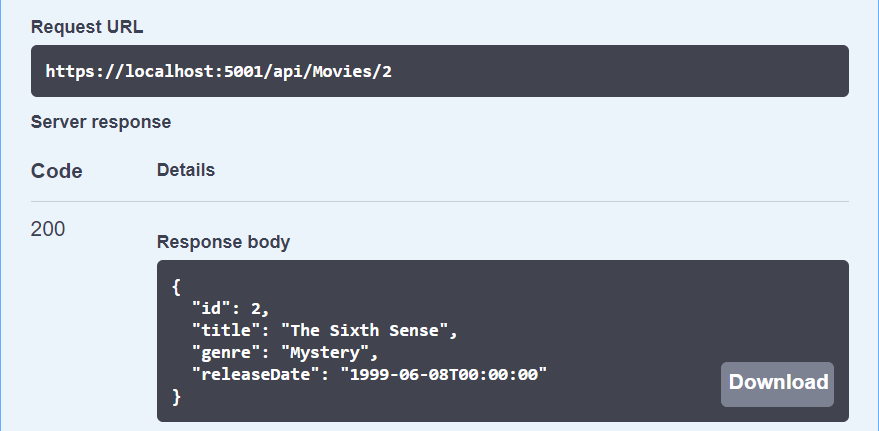 Request URL
https://localhost:5001/api/Movies/2
Server response
Code Details
200
Response body
{
  "id": 2,
  "title": "The Sixth Sense",
  "genre": "Mystery",
  "releaseDate": "1999-06-08T00:00:00"
}
Download